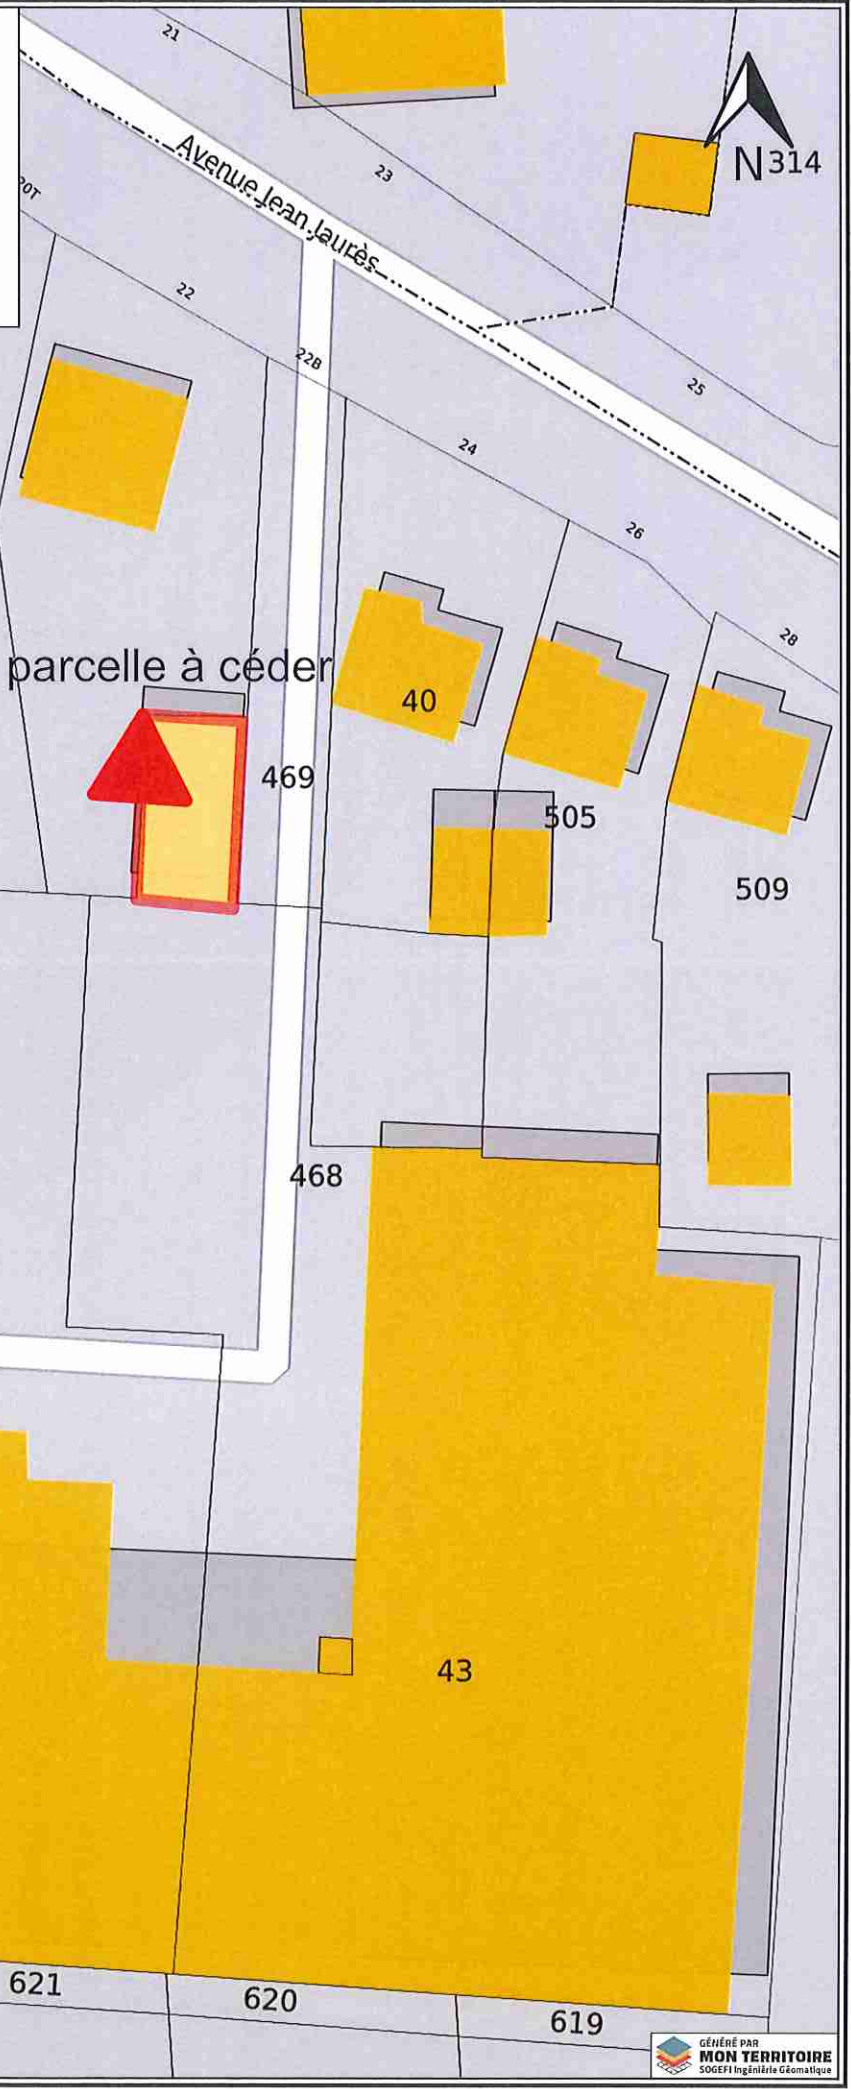 21
Avenue Jean Jaurès
23
N
314
20T
22
22B
25
24
26
28
parcelle à céder
40
469
505
509
468
43
621
620
619
GÉNÉRÉ PAR
MON TERRITOIRE
SOGEFI Ingénierie Géomatique